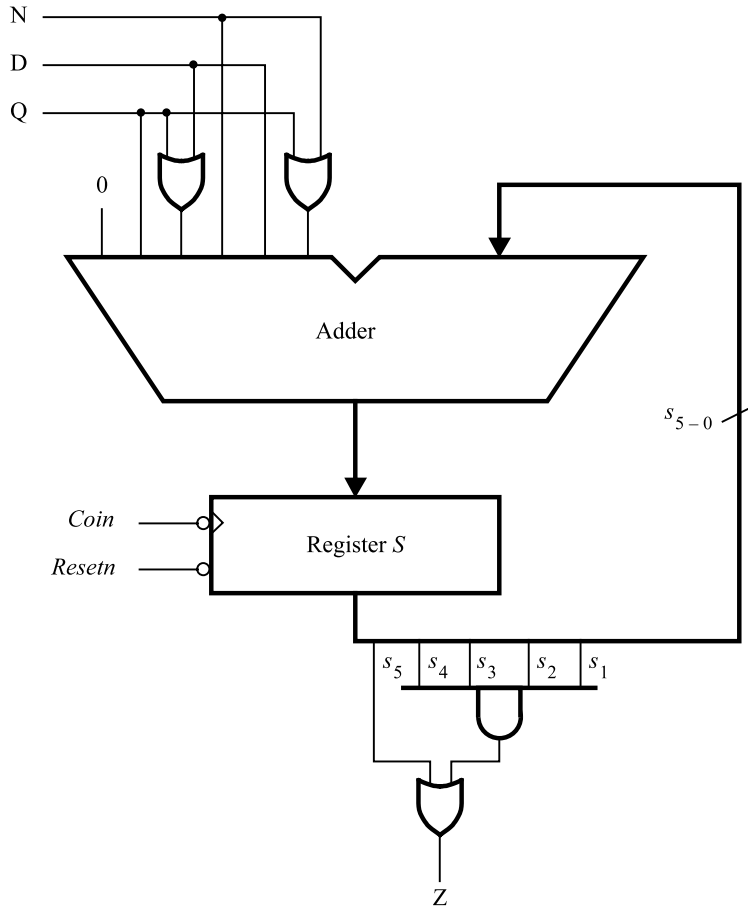 N
D
Q
0
Adder
s5 – 0
Coin
Register S
Resetn
s5 s4 s3 s2 s1
Z